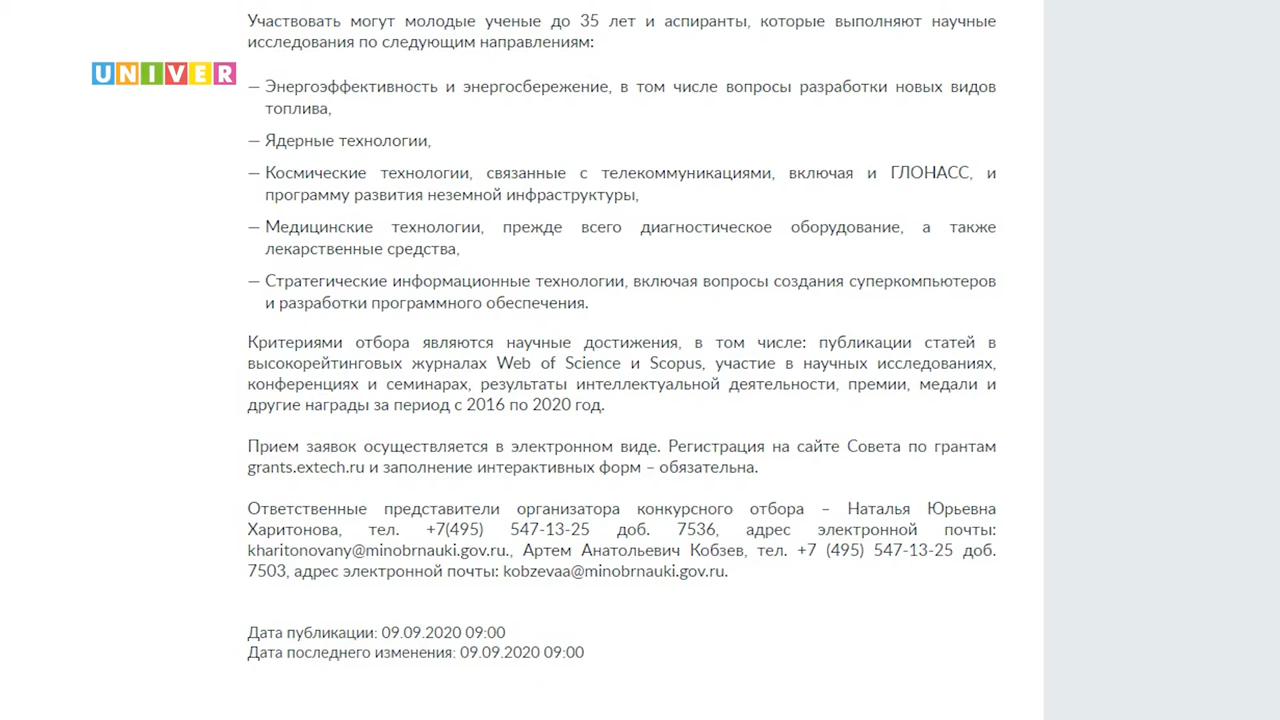 Участвовать могут молодые ученые до 35 лет и аспиранты, которые выполняют научные
исследования по следующим направлениям:
UNIVER
— Энергоэффективность и энергосбережение, в том числе вопросы разработки новых видов
топлива,
— Ядерные технологии,
— Космические технологии, связанные с телекоммуникациями, включая и ГЛОНАСС, и
программу развития неземной инфраструктуры,
— Медицинские технологии, прежде всего диагностическое оборудование, а также
лекарственные средства,
— Стратегические информационные технологии, включая вопросы создания суперкомпьютеров
и разработки программного обеспечения.
Критериями отбора являются научные достижения, в том числе: публикации статей в
высокорейтинговых журналах Web of Science и Scopus, участие в научных исследованиях,
конференциях и семинарах, результаты интеллектуальной деятельности, премии, медали и
другие награды за период с 2016 по 2020 год.
Прием заявок осуществляется в электронном виде. Регистрация на сайте Совета по грантам
grants.extech.ru и заполнение интерактивных форм – обязательна.
Ответственные представители организатора конкурсного отбора – Наталья Юрьевна
Харитонова, тел. +7(495) 547-13-25 доб. 7536, адрес электронной почты:
kharitonovany@minobrnauki.gov.ru., Артем Анатольевич Кобзев, тел. +7 (495) 547-13-25 доб.
7503, адрес электронной почты: kobzevaa@minobrnauki.gov.ru.
Дата публикации: 09.09.2020 09:00
Дата последнего изменения: 09.09.2020 09:00